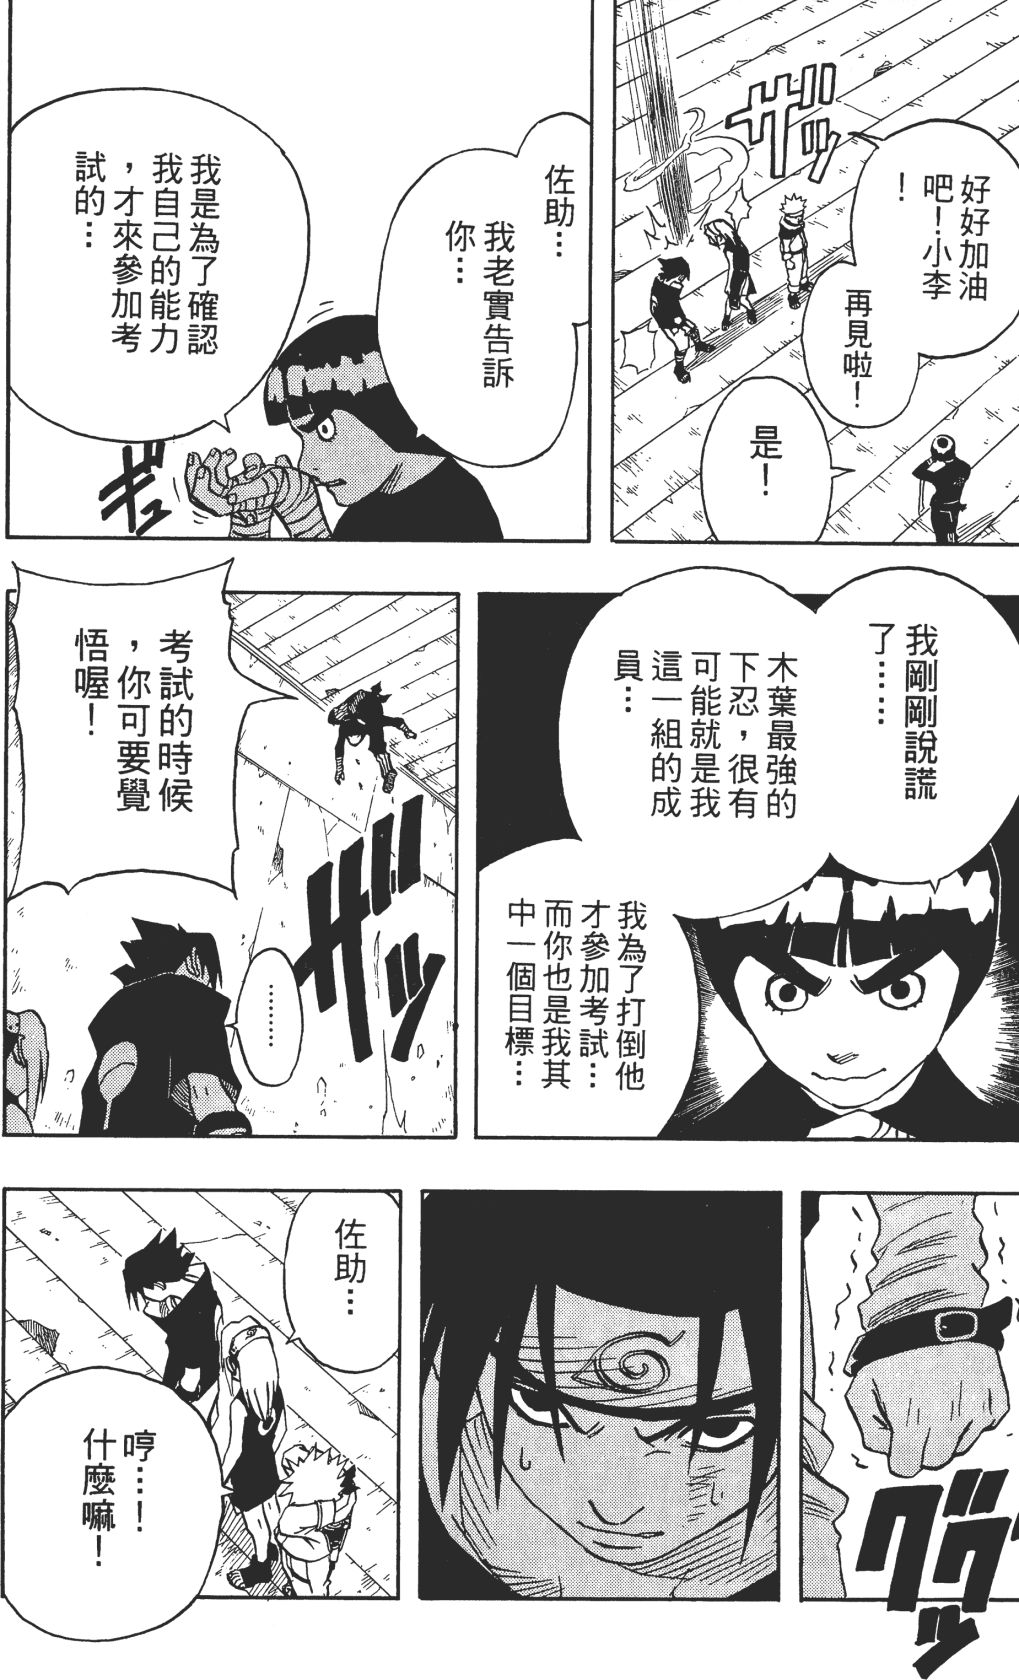 好好加油
吧！小李
！
再見啦！
ザッ
是！
佐助…
我老實告訴
你…
我是為了確認
我自己的能力
，才來參加考
試的…
ギュ
我剛剛說謊
了……
木葉最強的
下忍，很有
可能就是我
這一組的成
員…
我為了打倒他
才參加考試…
而你也是我其
中一個目標…
考試的時候
，你可要覺
悟喔！
ザッ
………
ググ
佐助…
哼…！
什麼嘛！